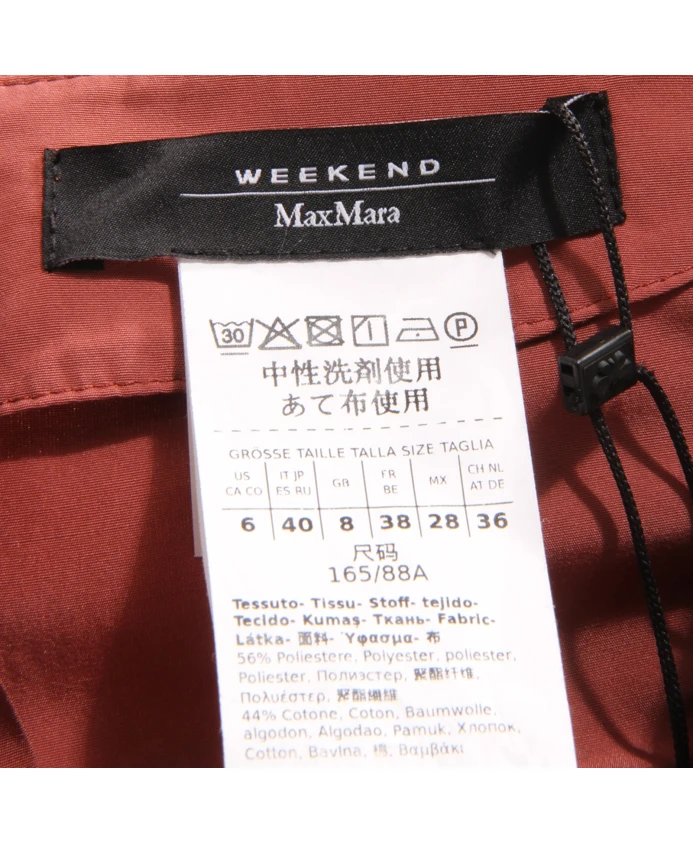 WEEKEND
MaxMara
30 P
中性洗剤使用
あて布使用
GRÖSSE TAILLE TALLA SIZE TAGLIA
US IT JP GB FR MX CH NL
CA CO ES RU BE AT DE
6 40 8 38 28 36
尺码
165/88A
Tessuto- Tissu- Stoff- tejido-
Tecido- Kumaş- Ткань- Fabric-
Látka- 面料- Ύφασμα- 布
56% Poliestere, Polyester, poliester,
Poliester, Полиэстер, 聚酯纤维,
Πολυέστερ, 聚酯纖維
44% Cotone, Coton, Baumwolle,
algodon, Algodao, Pamuk, Хлопок,
Cotton, Bavlna, 棉, Βαμβάκι